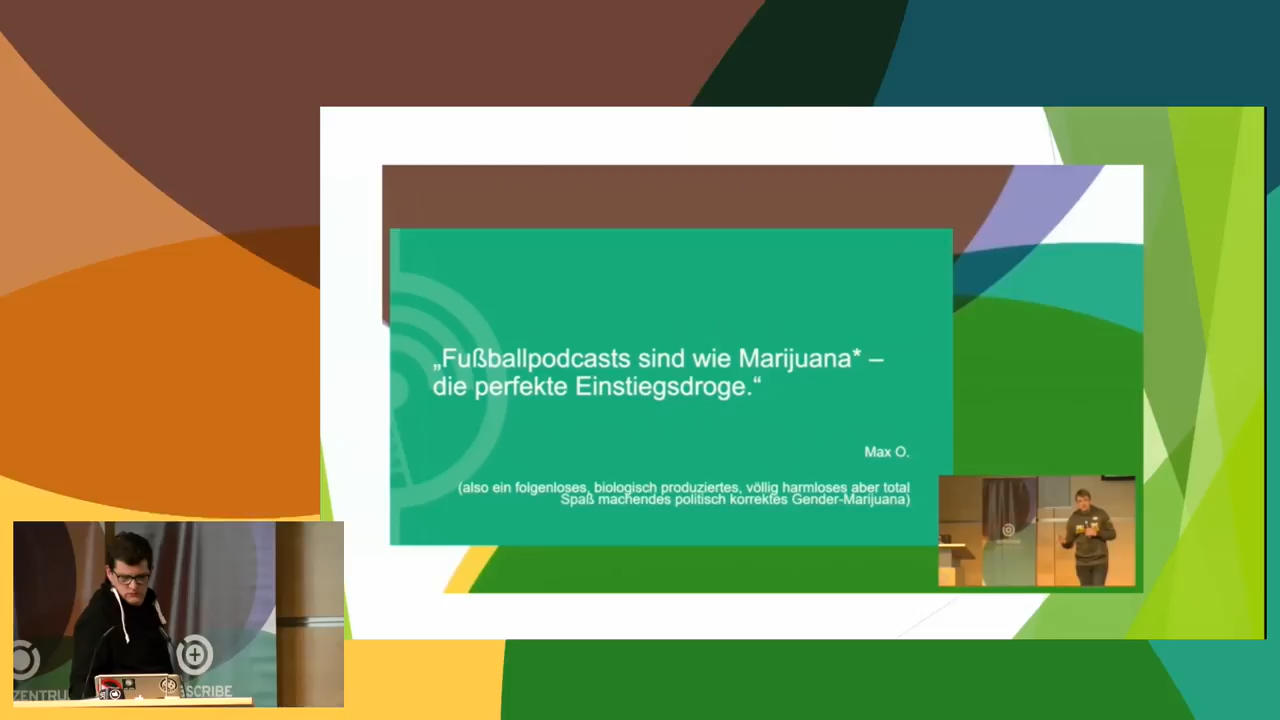 „Fußballpodcasts sind wie Marijuana* –
die perfekte Einstiegsdroge.“
Max O.
(also ein folgenloses, biologisch produziertes, völlig harmloses aber total
Spaß machendes politisch korrektes Gender-Marijuana)
ZENTRU
SCRIBE